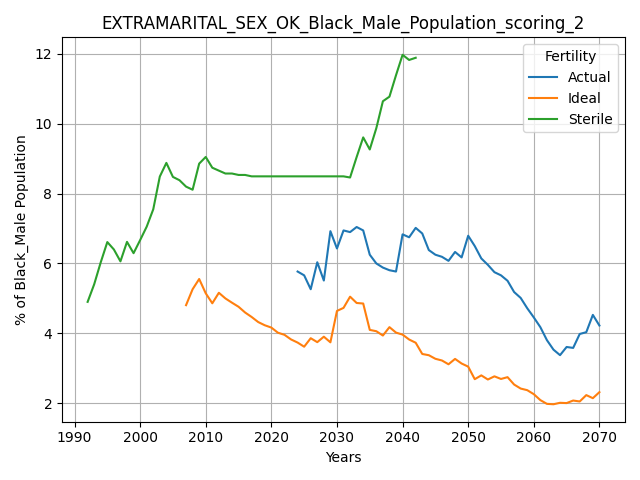 EXTRAMARITAL_SEX_OK_Black_Male_Population_scoring_2
Fertility
Actual
Ideal
Sterile
% of Black_Male Population
12
10
8
6
4
2
1990 2000 2010 2020 2030 2040 2050 2060 2070
Years